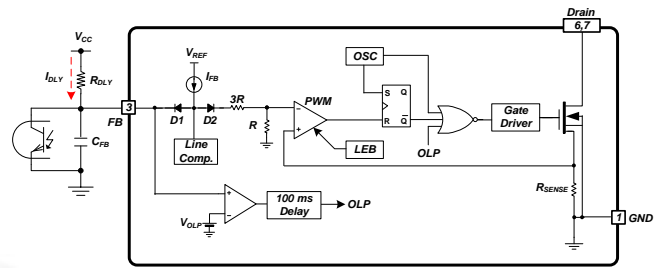 Drain
6,7
VCC
VREF
OSC
IDLY
RDLY
IFB
3R
PWM
S Q
R Q̅
Gate
Driver
3
FB
D1
D2
R
CFB
Line
Comp.
LEB
OLP
RSENSE
+
−
VOLP
100 ms
Delay
OLP
1
GND